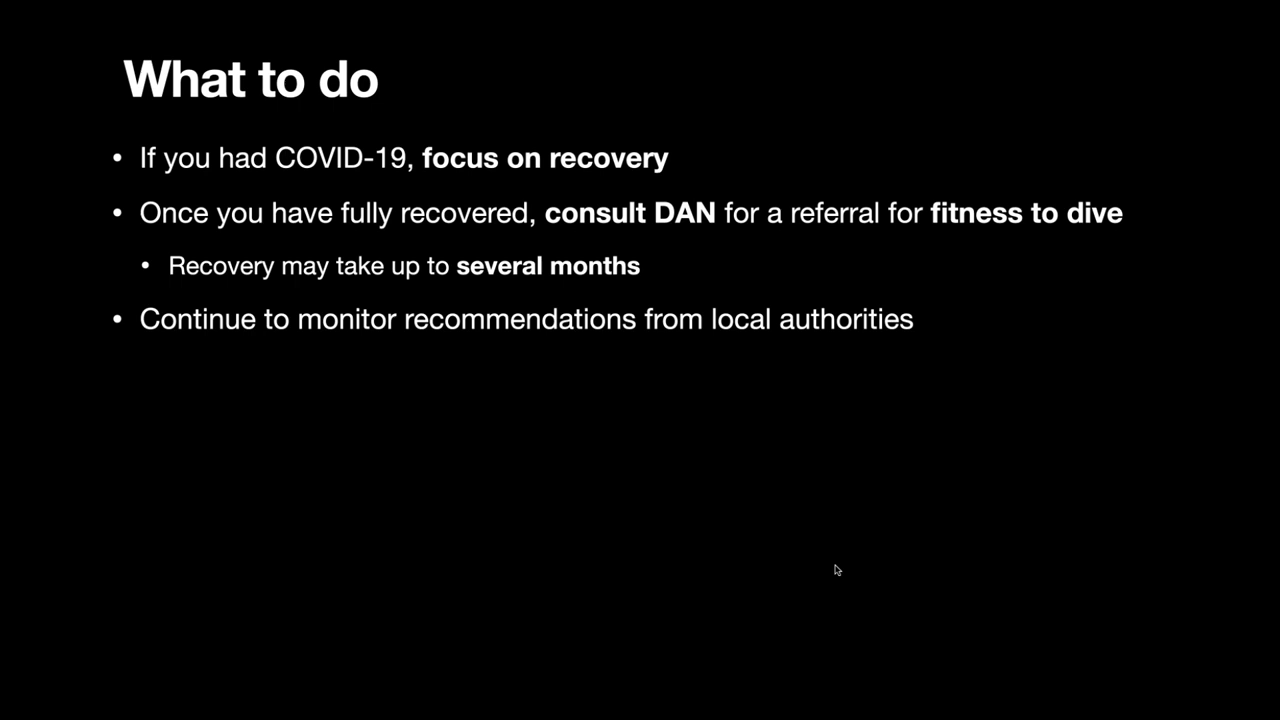 What to do
• If you had COVID-19, focus on recovery
• Once you have fully recovered, consult DAN for a referral for fitness to dive
• Recovery may take up to several months
• Continue to monitor recommendations from local authorities